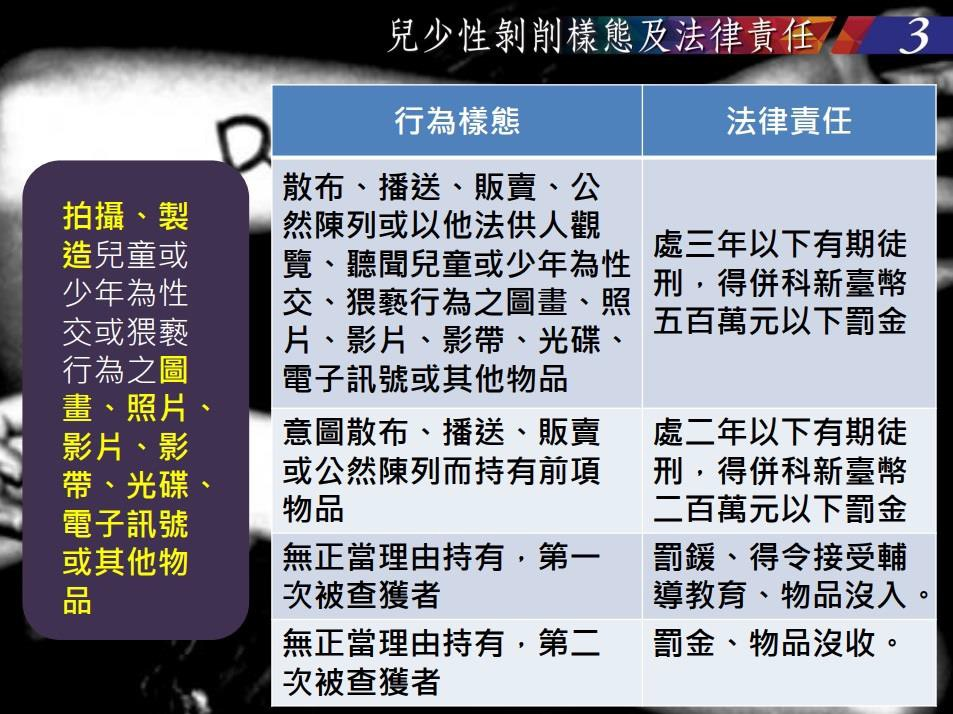 兒少性剝削樣態及法律責任
3
拍攝、製
造兒童或
少年為性
交或猥褻
行為之圖
畫、照片、
影片、影
帶、光碟、
電子訊號
或其他物
品
行為樣態
法律責任
散布、播送、販賣、公
然陳列或以他法供人觀
覽、聽聞兒童或少年為性
交、猥褻行為之圖畫、照
片、影片、影帶、光碟、
電子訊號或其他物品
處三年以下有期徒
刑，得併科新臺幣
五百萬元以下罰金
意圖散布、播送、販賣
或公然陳列而持有前項
物品
處二年以下有期徒
刑，得併科新臺幣
二百萬元以下罰金
無正當理由持有，第一
次被查獲者
罰鍰、得令接受輔
導教育、物品沒入。
無正當理由持有，第二
次被查獲者
罰金、物品沒收。